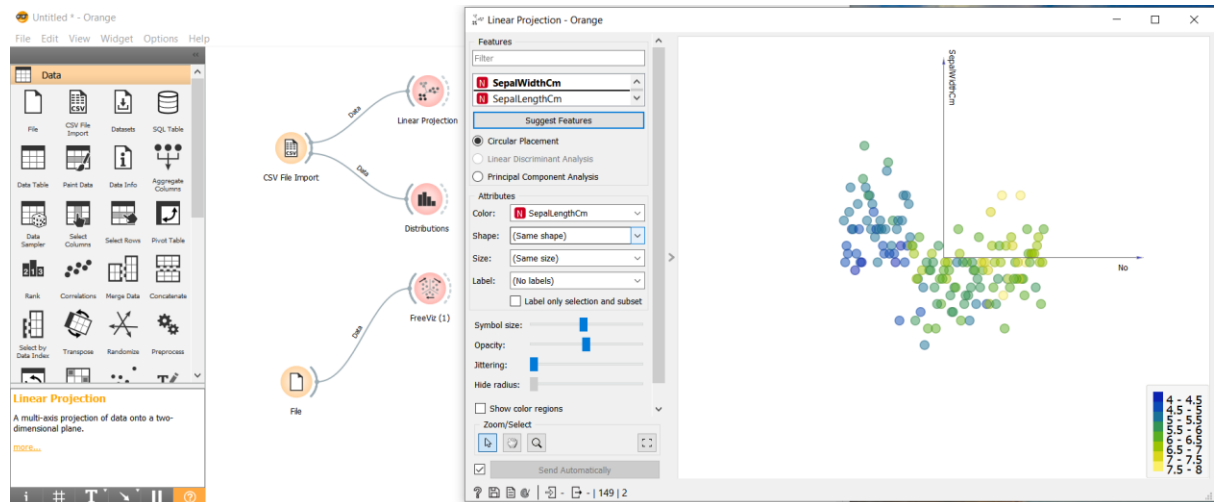 Untitled * - Orange
File Edit View Widget Options Help
Data
File
CSV File Import
Datasets
SQL Table
Data Table
Paint Data
Data Info
Aggregate Columns
Data Sampler
Select Columns
Select Rows
Pivot Table
Rank
Correlations
Merge Data
Concatenate
Select by Data Index
Transpose
Randomize
Preprocess
Linear Projection
A multi-axis projection of data onto a two-
dimensional plane.
more...
CSV File Import
Data
Linear Projection
Data
Distributions
Data
FreeViz (1)
File
Linear Projection - Orange
Features
Filter
N SepalWidthCm
N SepalLengthCm
Suggest Features
Circular Placement
Linear Discriminant Analysis
Principal Component Analysis
Attributes
Color: N SepalLengthCm
Shape: (Same shape)
Size: (Same size)
Label: (No labels)
Label only selection and subset
Symbol size:
Opacity:
Jittering:
Hide radius:
Show color regions
Zoom/Select
Send Automatically
- - | 149 | 2
SepalWidthCm
No
4 - 4.5
4.5 - 5
5 - 5.5
5.5 - 6
6 - 6.5
6.5 - 7
7 - 7.5
7.5 - 8